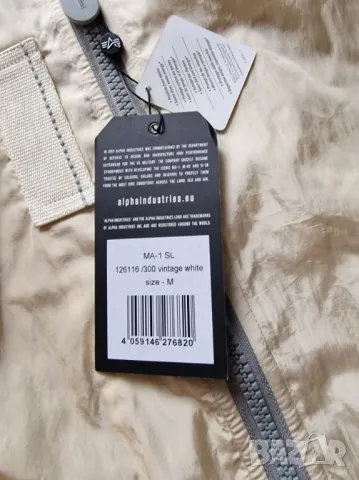 IN 1959 ALPHA INDUSTRIES WAS COMMISSIONED BY THE DEPARTMENT
OF DEFENSE TO DESIGN AND MANUFACTURE HIGH PERFORMANCE
OUTERWEAR FOR THE US MILITARY. THE COMPANY QUICKLY BECAME
SYNONYMOUS WITH DEVELOPING THE ICONIC MA-1, M-65 AND N-3B
TRUSTED BY SOLDIERS, SAILORS AND AVIATORS TO PROTECT THEM
FROM THE MOST DIRE CONDITIONS ACROSS THE LAND, SEA AND AIR.
alphaindustries.eu
"ALPHA INDUSTRIES" AND THE ALPHA INDUSTRIES LOGO ARE TRADEMARKS
OF ALPHA INDUSTRIES INC. AND ARE REGISTERED AROUND THE WORLD.
MA-1 SL
126116 /300 vintage white
size - M
4 059146 276820
BAZAR